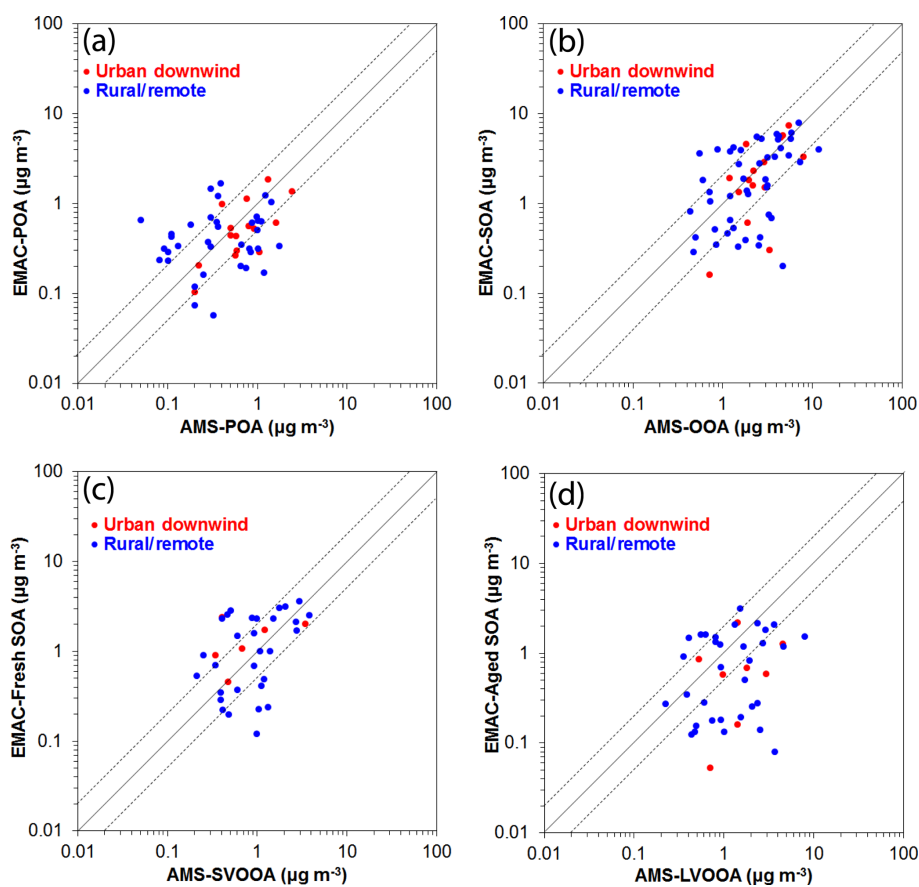 (a)
Urban downwind
Rural/remote
EMAC-POA (µg m⁻³)
100
10
1
0.1
0.01
0.01 0.1 1 10 100
AMS-POA (µg m⁻³)
(b)
Urban downwind
Rural/remote
EMAC-SOA (µg m⁻³)
100
10
1
0.1
0.01
0.01 0.1 1 10 100
AMS-OOA (µg m⁻³)
(c)
Urban downwind
Rural/remote
EMAC-Fresh SOA (µg m⁻³)
100
10
1
0.1
0.01
0.01 0.1 1 10 100
AMS-SVOOA (µg m⁻³)
(d)
Urban downwind
Rural/remote
EMAC-Aged SOA (µg m⁻³)
100
10
1
0.1
0.01
0.01 0.1 1 10 100
AMS-LVOOA (µg m⁻³)